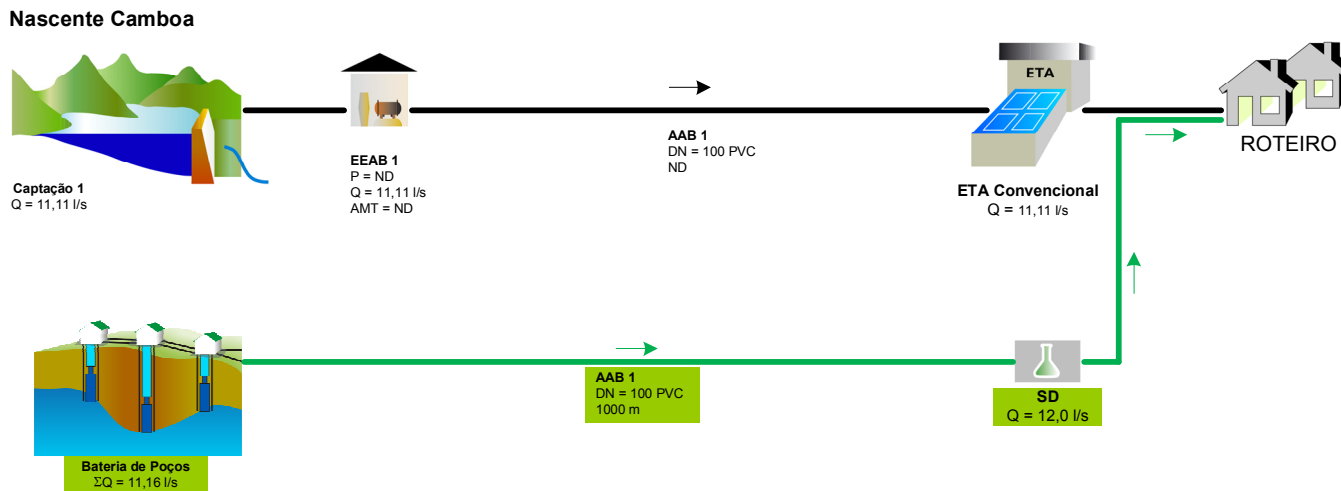 Nascente Camboa
Captação 1
Q = 11,11 l/s
EEAB 1
P = ND
Q = 11,11 l/s
AMT = ND
AAB 1
DN = 100 PVC
ND
ETA
ETA Convencional
Q = 11,11 l/s
ROTEIRO
Bateria de Poços
ΣQ = 11,16 l/s
AAB 1
DN = 100 PVC
1000 m
SD
Q = 12,0 l/s